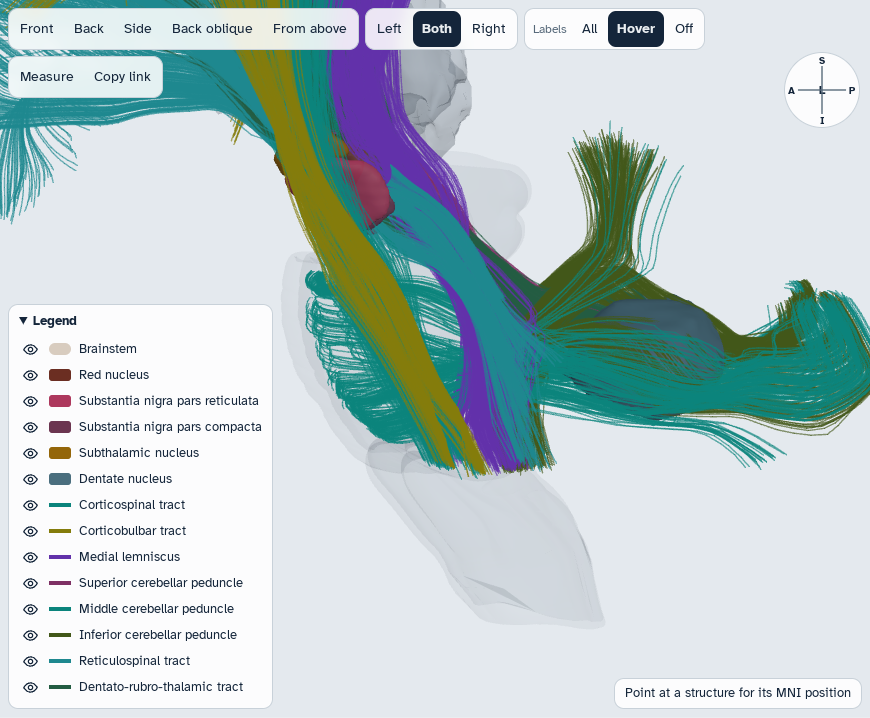 Front Back Side Back oblique From above Left Both Right Labels All Hover Off
Measure Copy link
S
A L P
I
Legend
Brainstem
Red nucleus
Substantia nigra pars reticulata
Substantia nigra pars compacta
Subthalamic nucleus
Dentate nucleus
Corticospinal tract
Corticobulbar tract
Medial lemniscus
Superior cerebellar peduncle
Middle cerebellar peduncle
Inferior cerebellar peduncle
Reticulospinal tract
Dentato-rubro-thalamic tract
Point at a structure for its MNI position